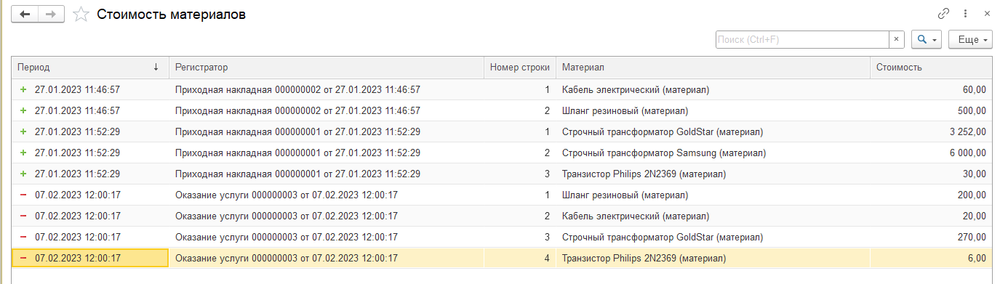 Стоимость материалов
Поиск (Ctrl+F) × Еще
Период ↓ Регистратор Номер строки Материал Стоимость
+ 27.01.2023 11:46:57 Приходная накладная 000000002 от 27.01.2023 11:46:57 1 Кабель электрический (материал) 60,00
+ 27.01.2023 11:46:57 Приходная накладная 000000002 от 27.01.2023 11:46:57 2 Шланг резиновый (материал) 500,00
+ 27.01.2023 11:52:29 Приходная накладная 000000001 от 27.01.2023 11:52:29 1 Строчный трансформатор GoldStar (материал) 3 252,00
+ 27.01.2023 11:52:29 Приходная накладная 000000001 от 27.01.2023 11:52:29 2 Строчный трансформатор Samsung (материал) 6 000,00
+ 27.01.2023 11:52:29 Приходная накладная 000000001 от 27.01.2023 11:52:29 3 Транзистор Philips 2N2369 (материал) 30,00
− 07.02.2023 12:00:17 Оказание услуги 000000003 от 07.02.2023 12:00:17 1 Шланг резиновый (материал) 200,00
− 07.02.2023 12:00:17 Оказание услуги 000000003 от 07.02.2023 12:00:17 2 Кабель электрический (материал) 20,00
− 07.02.2023 12:00:17 Оказание услуги 000000003 от 07.02.2023 12:00:17 3 Строчный трансформатор GoldStar (материал) 270,00
− 07.02.2023 12:00:17 Оказание услуги 000000003 от 07.02.2023 12:00:17 4 Транзистор Philips 2N2369 (материал) 6,00